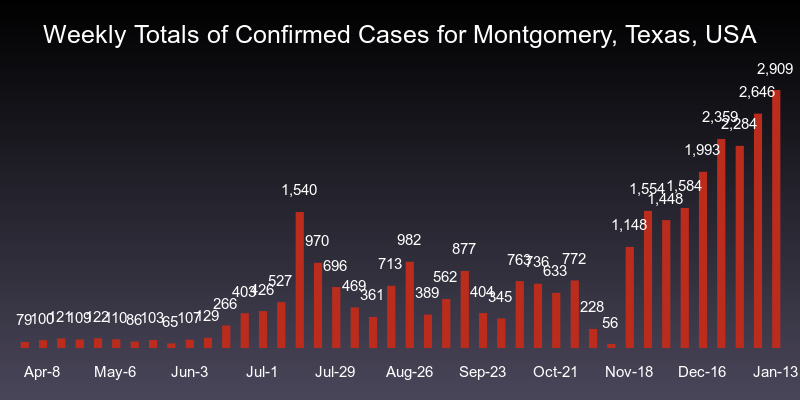 Weekly Totals of Confirmed Cases for Montgomery, Texas, USA
79 100 121 109 122 110 86 103 65 107 129 266 403 426 527 1,540 970 696 469 361 713 982 389 562 877 404 345 763 736 633 772 228 56 1,148 1,554 1,448 1,584 1,993 2,359 2,284 2,646 2,909
Apr-8 May-6 Jun-3 Jul-1 Jul-29 Aug-26 Sep-23 Oct-21 Nov-18 Dec-16 Jan-13